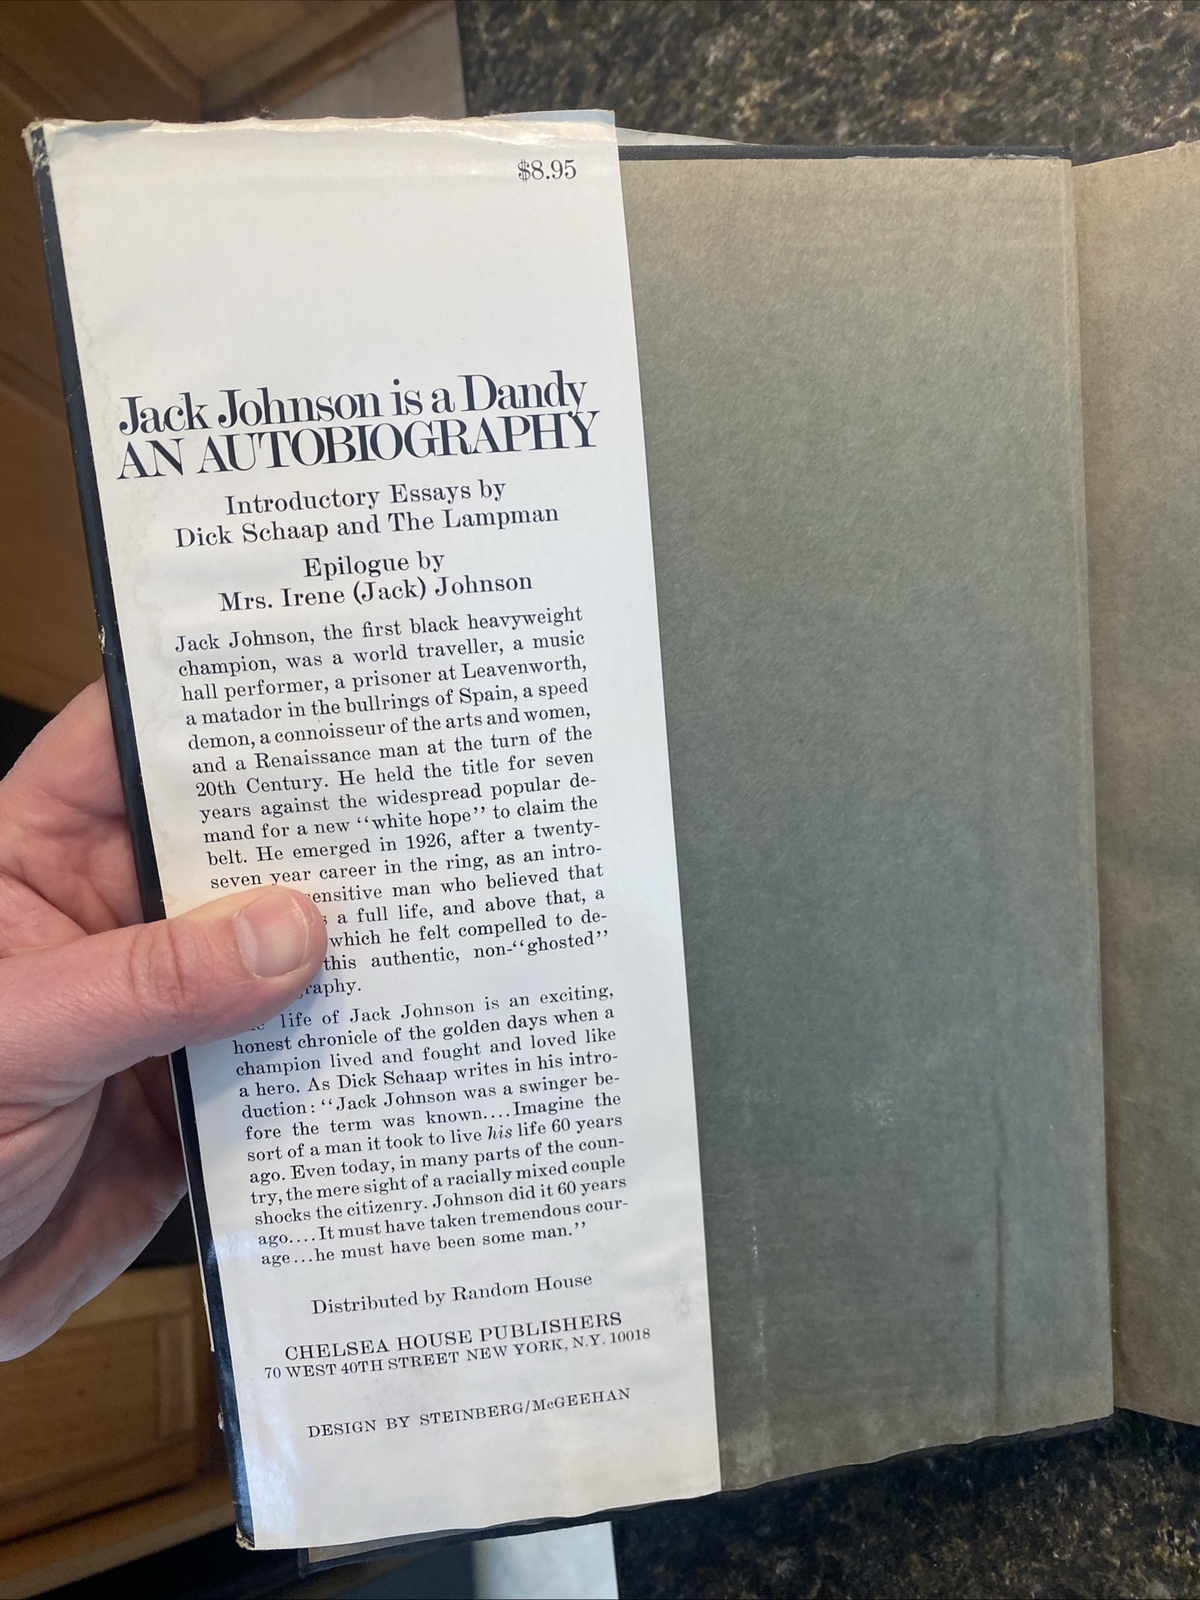 $8.95
Jack Johnson is a Dandy
AN AUTOBIOGRAPHY
Introductory Essays by
Dick Schaap and The Lampman
Epilogue by
Mrs. Irene (Jack) Johnson
Jack Johnson, the first black heavyweight
champion, was a world traveller, a music
hall performer, a prisoner at Leavenworth,
a matador in the bullrings of Spain, a speed
demon, a connoisseur of the arts and women,
and a Renaissance man at the turn of the
20th Century. He held the title for seven
years against the widespread popular de-
mand for a new “white hope” to claim the
belt. He emerged in 1926, after a twenty-
seven year career in the ring, as an intro-
sensitive man who believed that
a full life, and above that, a
which he felt compelled to de-
this authentic, non-“ghosted”
life of Jack Johnson is an exciting,
honest chronicle of the golden days when a
champion lived and fought and loved like
a hero. As Dick Schaap writes in his intro-
duction: “Jack Johnson was a swinger be-
fore the term was known....Imagine the
sort of a man it took to live his life 60 years
ago. Even today, in many parts of the coun-
try, the mere sight of a racially mixed couple
shocks the citizenry. Johnson did it 60 years
ago....It must have taken tremendous cour-
age...he must have been some man.”
Distributed by Random House
CHELSEA HOUSE PUBLISHERS
70 WEST 40TH STREET NEW YORK, N.Y. 10018
DESIGN BY STEINBERG/McGEEHAN